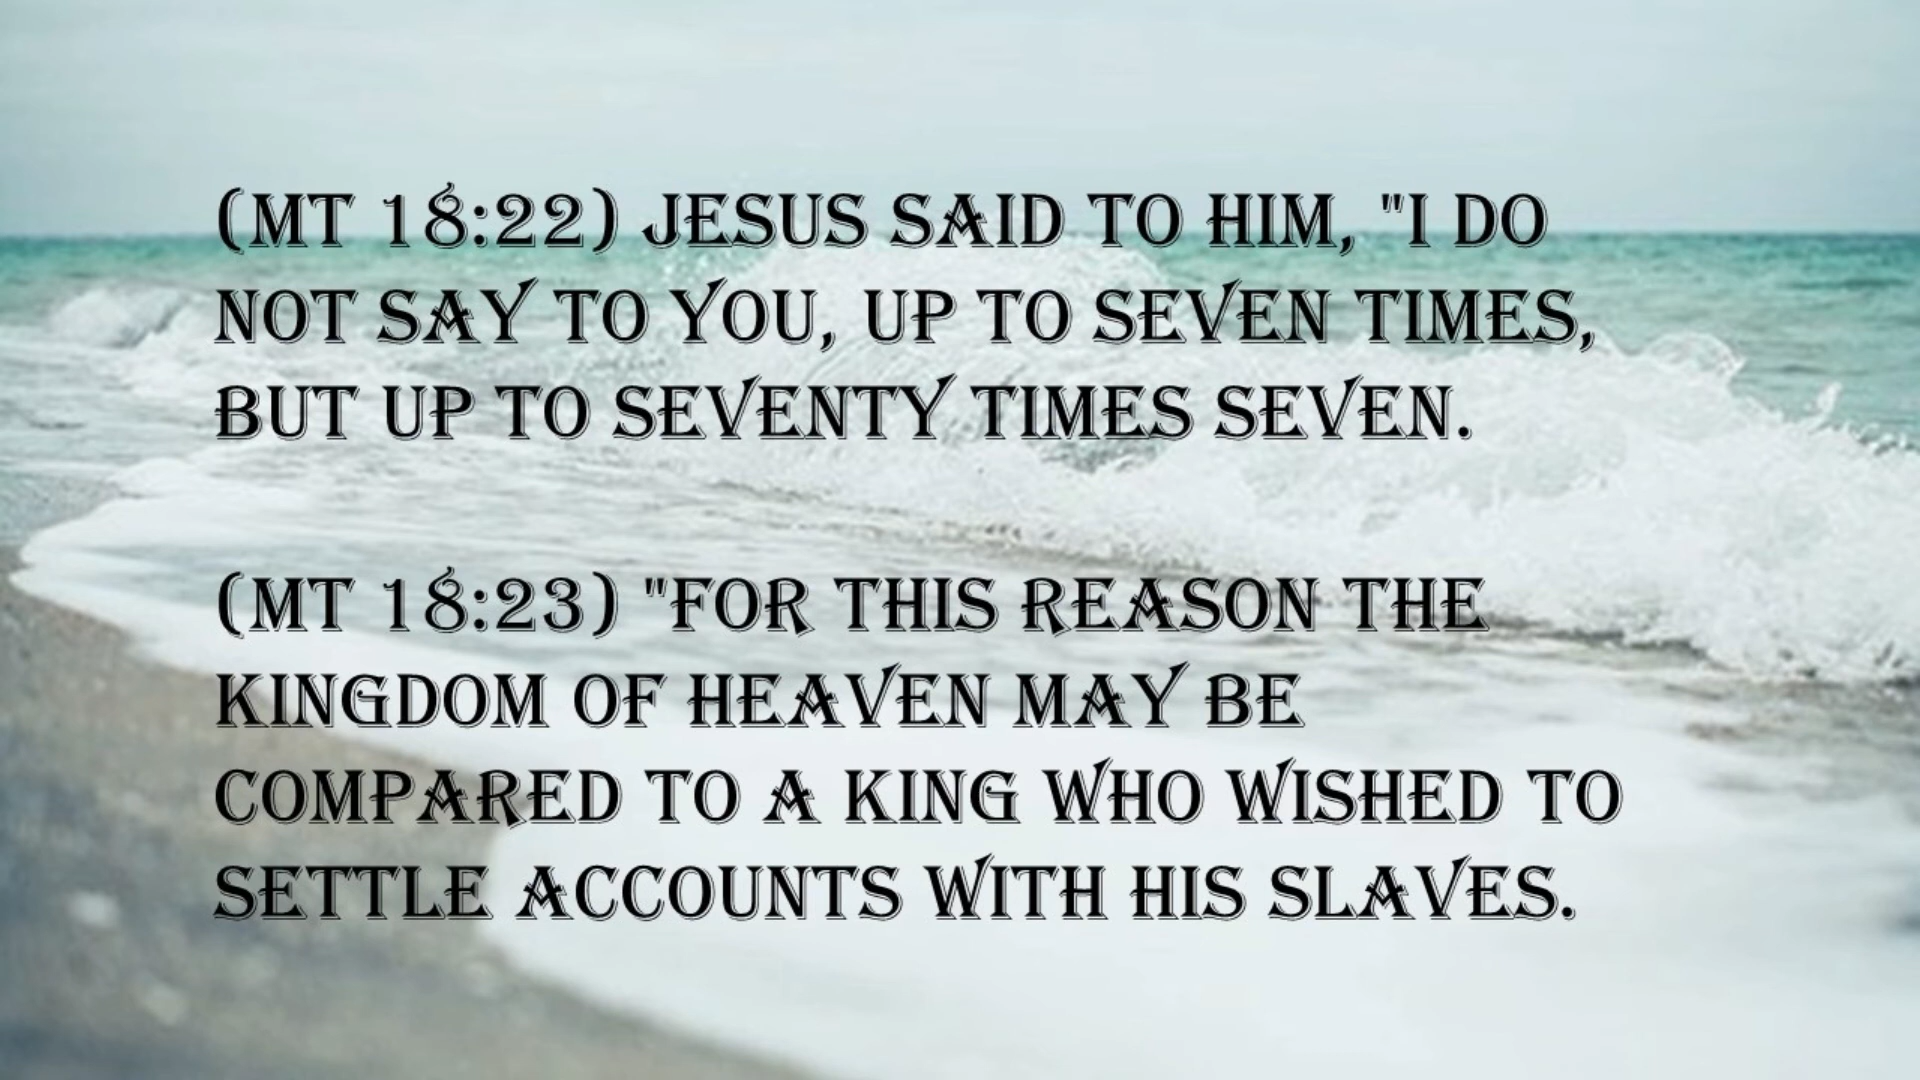 (MT 18:22) JESUS SAID TO HIM, "I DO
NOT SAY TO YOU, UP TO SEVEN TIMES,
BUT UP TO SEVENTY TIMES SEVEN.
(MT 18:23) "FOR THIS REASON THE
KINGDOM OF HEAVEN MAY BE
COMPARED TO A KING WHO WISHED TO
SETTLE ACCOUNTS WITH HIS SLAVES.